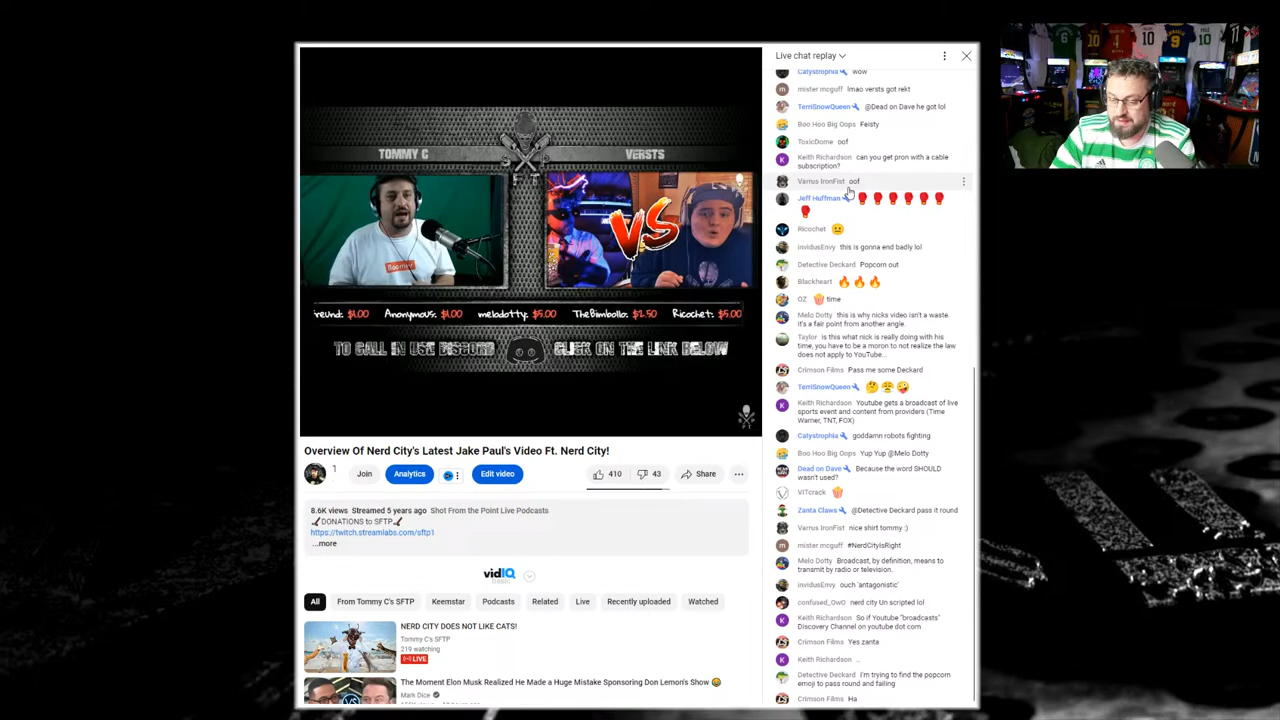 Live chat replay
Catystrophia wow
mister mcguff lmao versts got rekt
TerriSnowQueen @Dead on Dave he got lol
Boo Hoo Big Oops Feisty
ToxicDome oof
Keith Richardson can you get pron with a cable
subscription?
Varrus IronFist oof
Jeff Huffman
Ricochet
invidusEnvy this is gonna end badly lol
Detective Deckard Popcorn out
Blackheart
OZ time
Melo Dotty this is why nicks video isn't a waste.
it's a fair point from another angle.
Taylor is this what nick is really doing with his
time, you have to be a moron to not realize the law
does not apply to YouTube...
Crimson Films Pass me some Deckard
TerriSnowQueen
Keith Richardson Youtube gets a broadcast of live
sports event and content from providers (Time
Warner, TNT, FOX)
Catystrophia goddamn robots fighting
Boo Hoo Big Oops Yup Yup @Melo Dotty
Dead on Dave Because the word SHOULD
wasn't used?
VITcrack
Zanta Claws @Detective Deckard pass it round
Varrus IronFist nice shirt tommy :)
mister mcguff #NerdCityIsRight
Melo Dotty Broadcast, by definition, means to
transmit by radio or television.
invidusEnvy ouch 'antagonistic'
confused_OwO nerd city Un scripted lol
Keith Richardson So if Youtube "broadcasts"
Discovery Channel on youtube dot com
Crimson Films Yes zanta
Keith Richardson ..
Detective Deckard I'm trying to find the popcorn
emoji to pass round and failing
Crimson Films Ha
TOMMY C
VERSTS
VS
Boomer
reund: $1.00 Anonymous: $1.00 melodotty: $5.00 TheBimbollo: $2.50 Ricochet: $5.00
TO CALL IN USE DISCORD CLICK ON THE LINK BELOW
Overview Of Nerd City's Latest Jake Paul's Video Ft. Nerd City!
1 Join Analytics Edit video 410 43 Share
8.6K views Streamed 5 years ago Shot From the Point Live Podcasts
DONATIONS to SFTP
https://twitch.streamlabs.com/sftp1
...more
vidIQ
basic
All From Tommy C's SFTP Keemstar Podcasts Related Live Recently uploaded Watched
NERD CITY DOES NOT LIKE CATS!
Tommy C's SFTP
219 watching
LIVE
The Moment Elon Musk Realized He Made a Huge Mistake Sponsoring Don Lemon's Show
Mark Dice